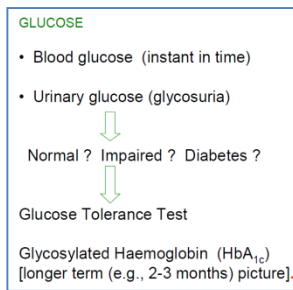 GLUCOSE
• Blood glucose (instant in time)
• Urinary glucose (glycosuria)
Normal ? Impaired ? Diabetes ?
Glucose Tolerance Test
Glycosylated Haemoglobin (HbA1c)
[longer term (e.g., 2-3 months) picture].